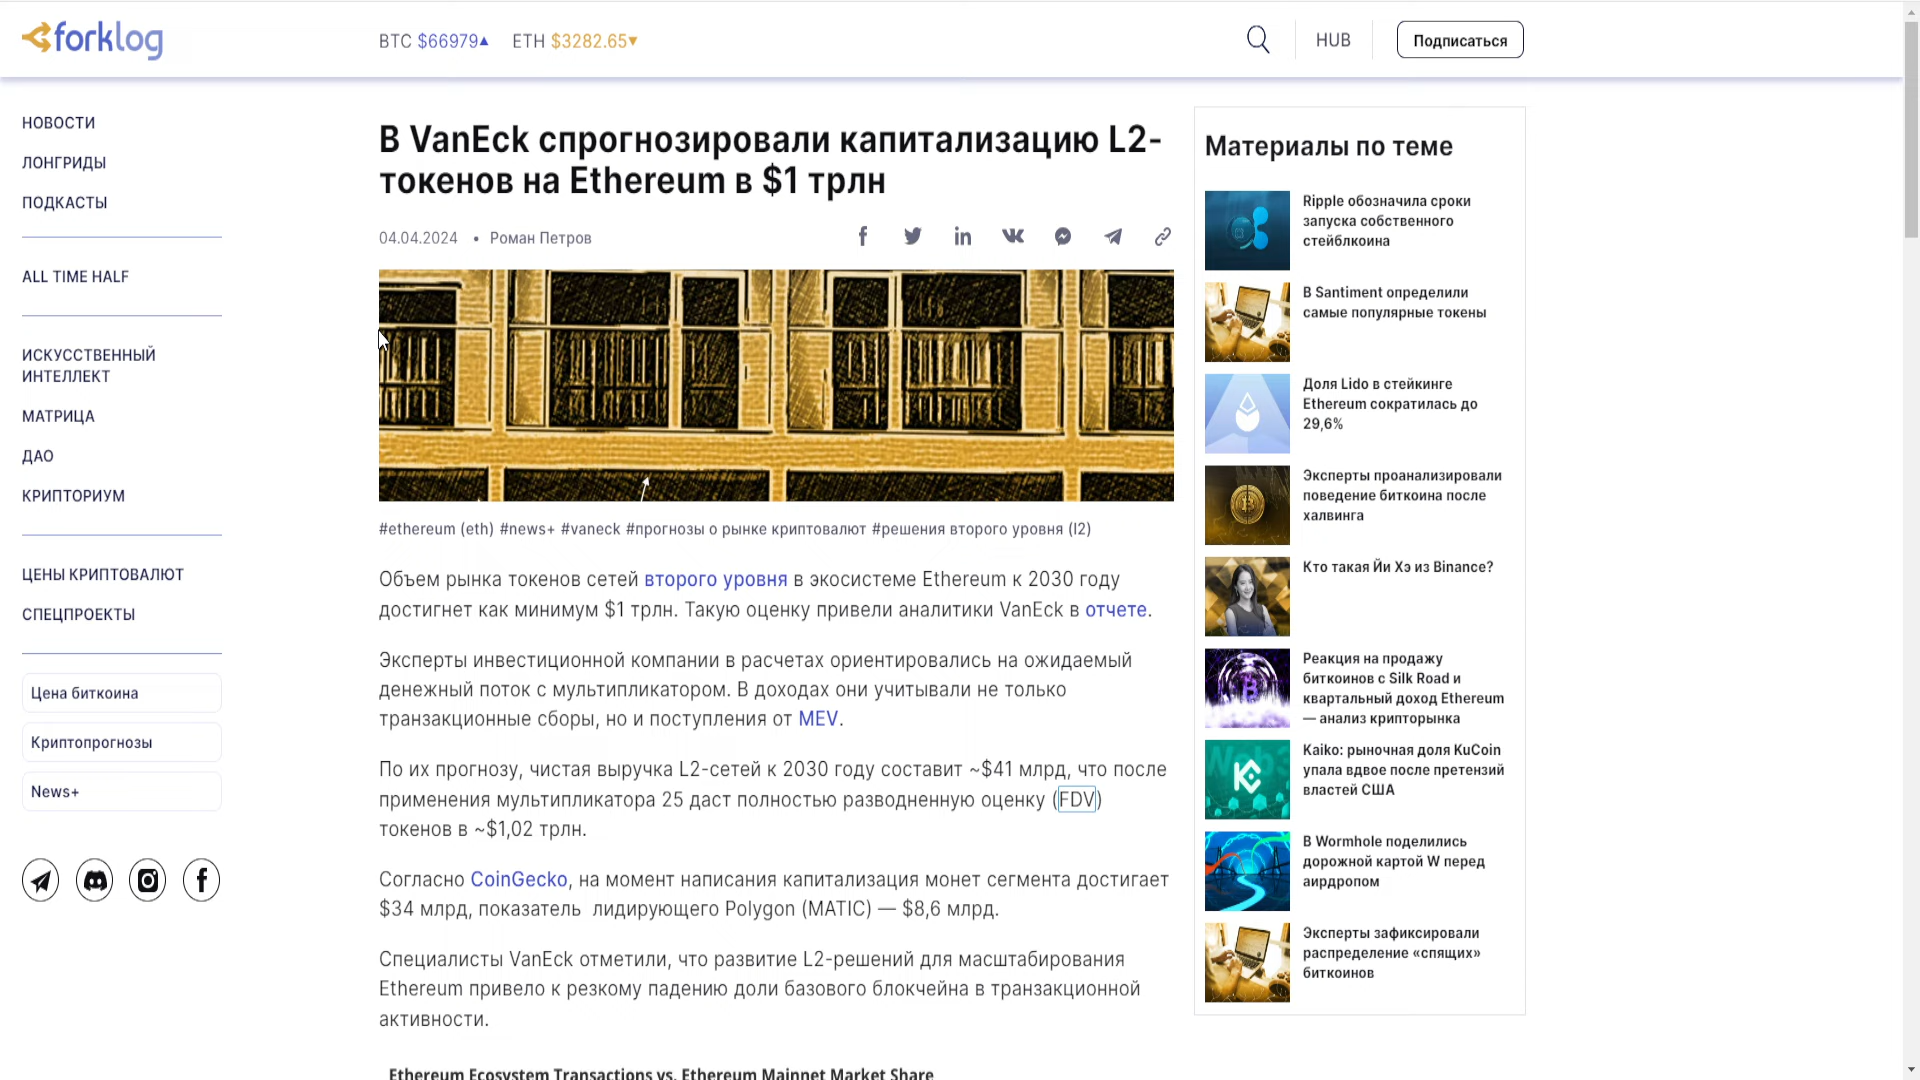 forklog
BTC $66979▲ ETH $3282.65▼
HUB
Подписаться
НОВОСТИ
ЛОНГРИДЫ
ПОДКАСТЫ
ALL TIME HALF
ИСКУССТВЕННЫЙ
ИНТЕЛЛЕКТ
МАТРИЦА
ДАО
КРИПТОРИУМ
ЦЕНЫ КРИПТОВАЛЮТ
СПЕЦПРОЕКТЫ
Цена биткоина
Криптопрогнозы
News+
В VanEck спрогнозировали капитализацию L2-
токенов на Ethereum в $1 трлн
04.04.2024 • Роман Петров
#ethereum (eth) #news+ #vaneck #прогнозы о рынке криптовалют #решения второго уровня (l2)
Объем рынка токенов сетей второго уровня в экосистеме Ethereum к 2030 году
достигнет как минимум $1 трлн. Такую оценку привели аналитики VanEck в отчете.
Эксперты инвестиционной компании в расчетах ориентировались на ожидаемый
денежный поток с мультипликатором. В доходах они учитывали не только
транзакционные сборы, но и поступления от MEV.
По их прогнозу, чистая выручка L2-сетей к 2030 году составит ~$41 млрд, что после
применения мультипликатора 25 даст полностью разводненную оценку (FDV)
токенов в ~$1,02 трлн.
Согласно CoinGecko, на момент написания капитализация монет сегмента достигает
$34 млрд, показатель лидирующего Polygon (MATIC) — $8,6 млрд.
Специалисты VanEck отметили, что развитие L2-решений для масштабирования
Ethereum привело к резкому падению доли базового блокчейна в транзакционной
активности.
Ethereum Ecosystem Transactions vs. Ethereum Mainnet Market Share
Материалы по теме
Ripple обозначила сроки
запуска собственного
стейблкоина
В Santiment определили
самые популярные токены
Доля Lido в стейкинге
Ethereum сократилась до
29,6%
Эксперты проанализировали
поведение биткоина после
халвинга
Кто такая Йи Хэ из Binance?
Реакция на продажу
биткоинов с Silk Road и
квартальный доход Ethereum
— анализ крипторынка
Kaiko: рыночная доля KuCoin
упала вдвое после претензий
властей США
В Wormhole поделились
дорожной картой W перед
аирдропом
Эксперты зафиксировали
распределение «спящих»
биткоинов